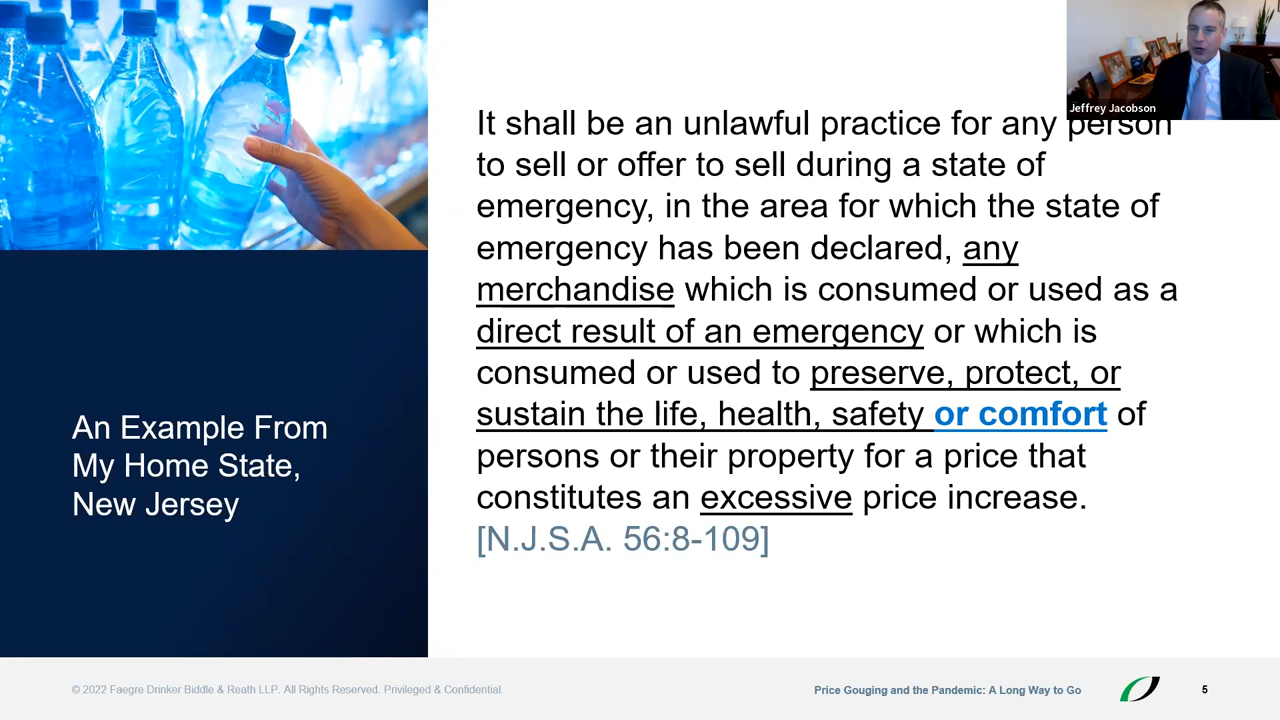 Jeffrey Jacobson
It shall be an unlawful practice for any person
to sell or offer to sell during a state of
emergency, in the area for which the state of
emergency has been declared, any
merchandise which is consumed or used as a
direct result of an emergency or which is
consumed or used to preserve, protect, or
sustain the life, health, safety or comfort of
persons or their property for a price that
constitutes an excessive price increase.
[N.J.S.A. 56:8-109]
An Example From
My Home State,
New Jersey
© 2022 Faegre Drinker Biddle & Reath LLP. All Rights Reserved. Privileged & Confidential.
Price Gouging and the Pandemic: A Long Way to Go
5